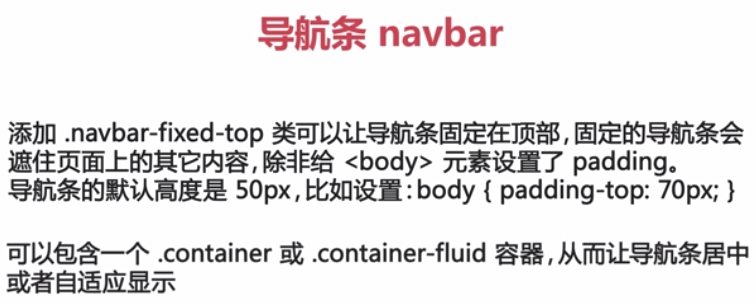 导航条 navbar
添加 .navbar-fixed-top 类可以让导航条固定在顶部,固定的导航条会
遮住页面上的其它内容,除非给 <body> 元素设置了 padding。
导航条的默认高度是 50px,比如设置:body { padding-top: 70px; }
可以包含一个 .container 或 .container-fluid 容器,从而让导航条居中
或者自适应显示